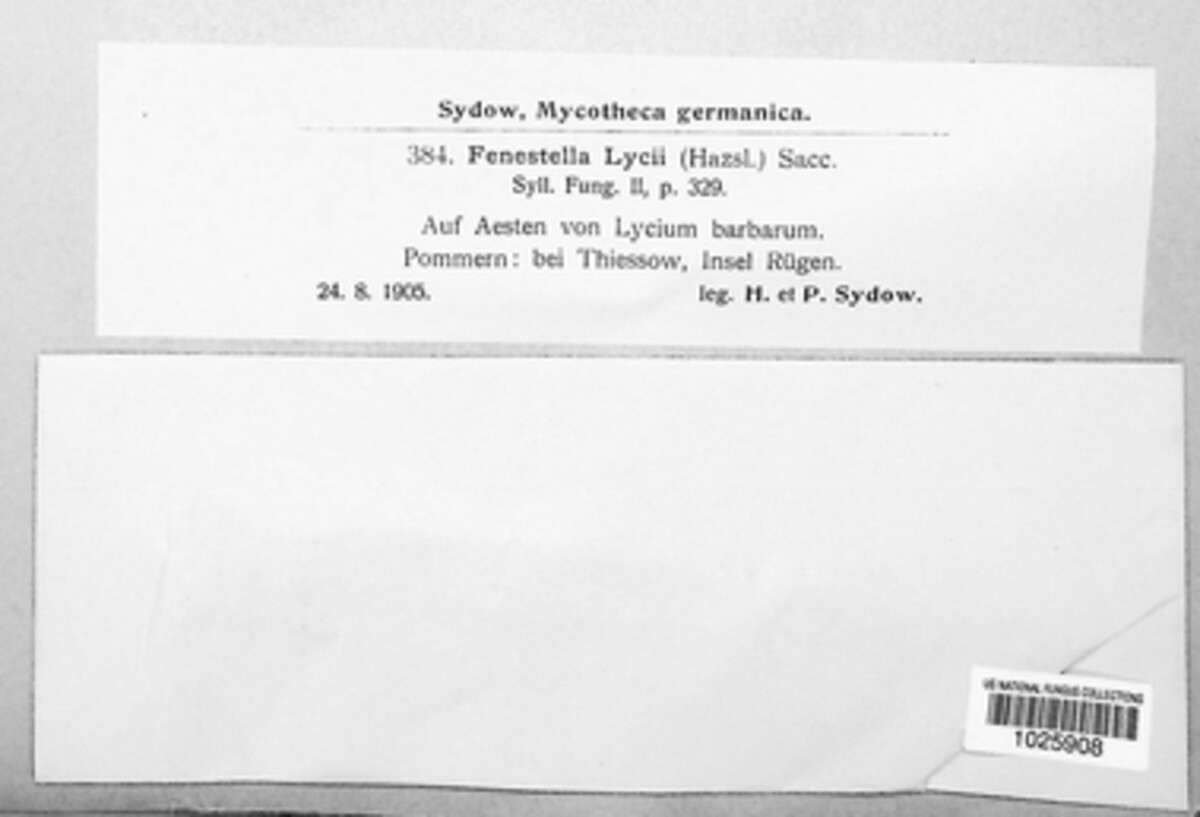 Sydow, Mycotheca germanica.
384. Fenestella Lycii (Hazsl.) Sacc.
Syll. Fung. II, p. 329.
Auf Aesten von Lycium barbarum.
Pommern: bei Thiessow, Insel Rügen.
24. 8. 1905. leg. H. et P. Sydow.
US NATIONAL FUNGUS COLLECTIONS
1025908